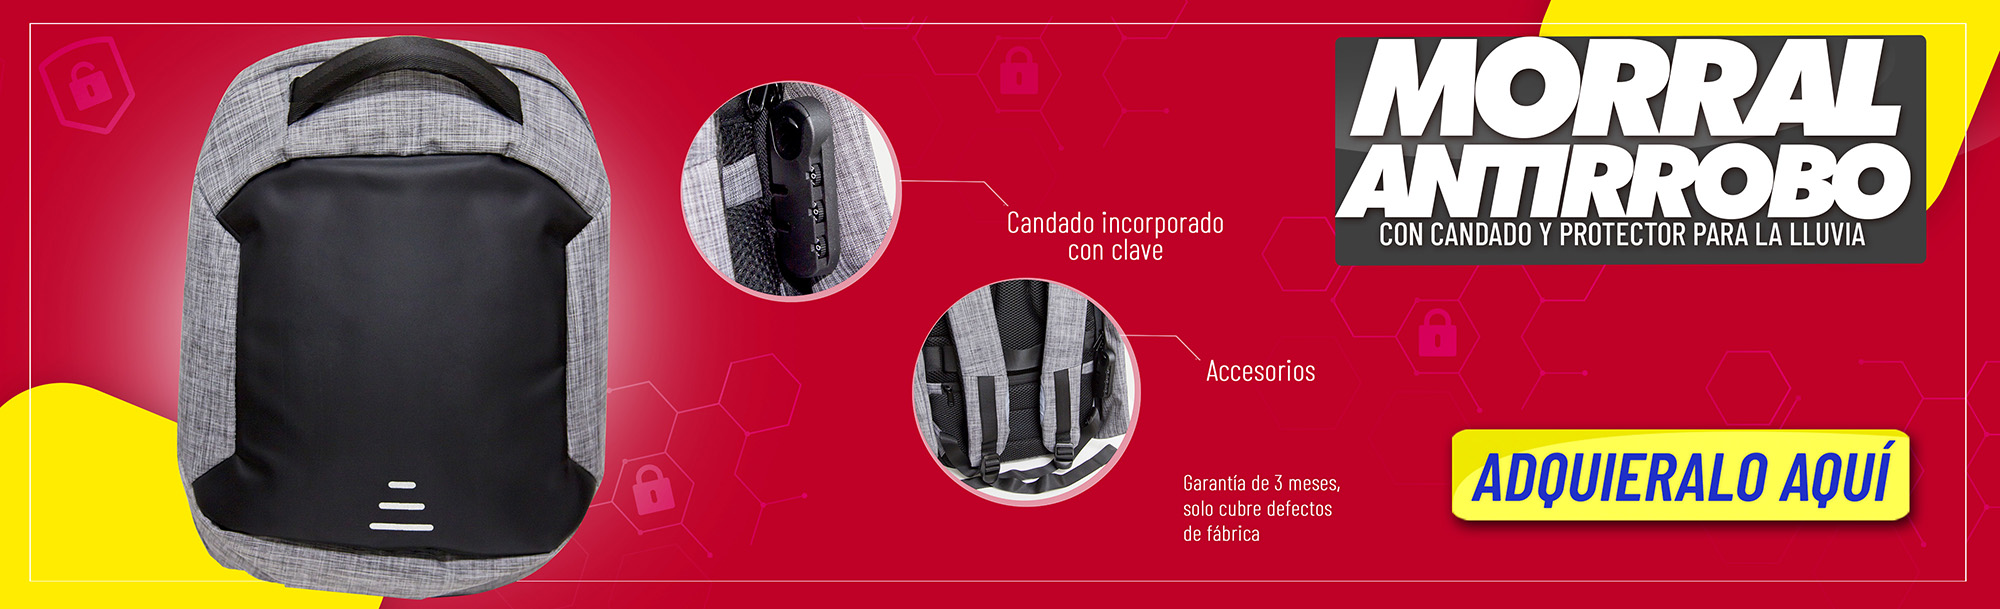 MORRAL
ANTIRROBO
CON CANDADO Y PROTECTOR PARA LA LLUVIA
Candado incorporado
con clave
Accesorios
Garantía de 3 meses,
solo cubre defectos
de fábrica
ADQUIERALO AQUÍ